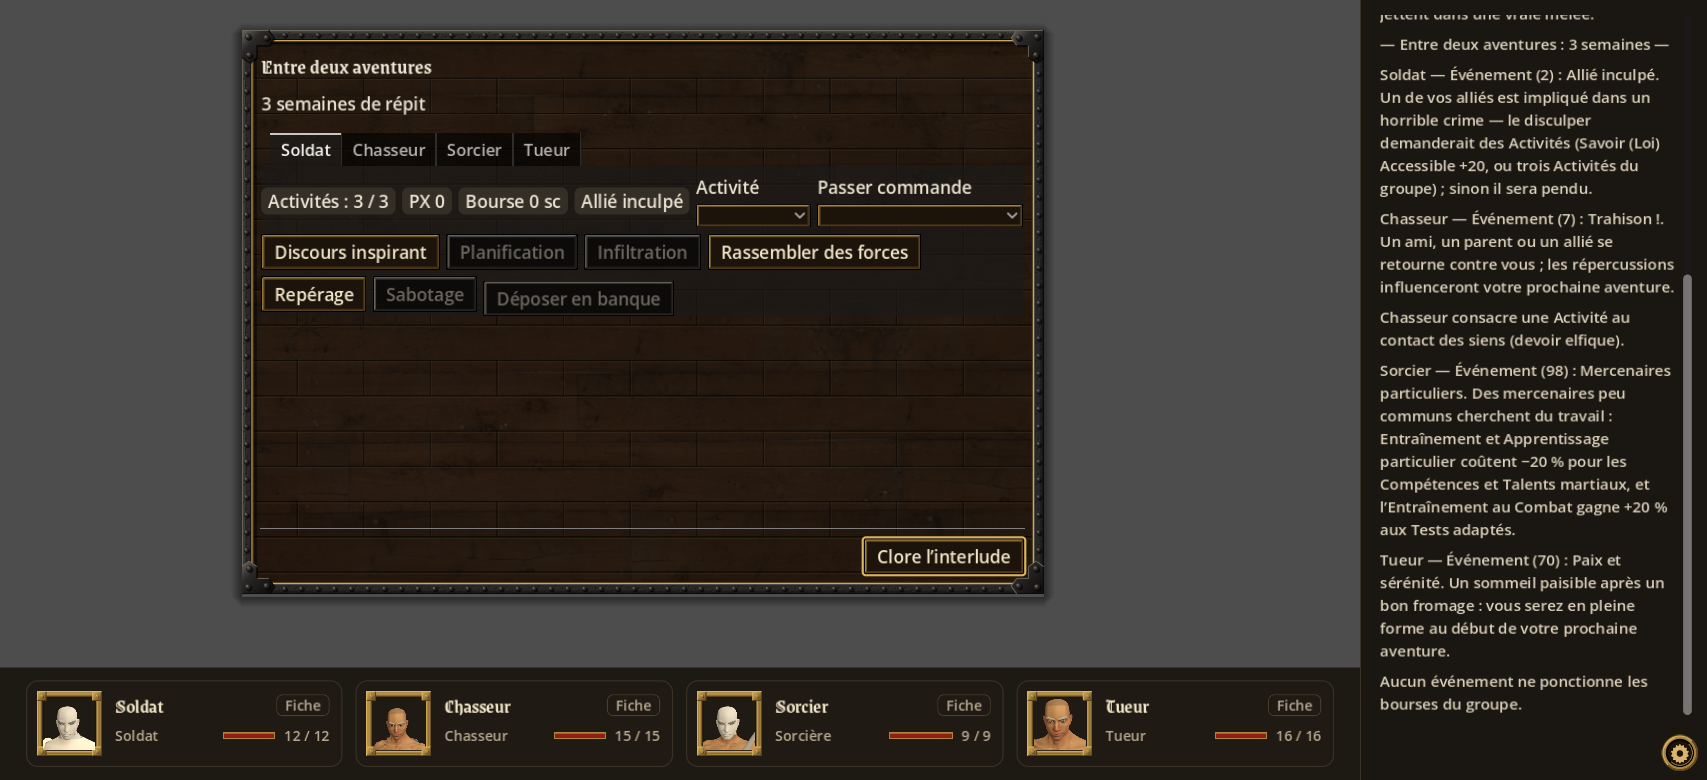 Entre deux aventures
3 semaines de répit
Soldat
Chasseur
Sorcier
Tueur
Activités : 3 / 3
PX 0
Bourse 0 sc
Allié inculpé
Activité
Passer commande
Discours inspirant
Planification
Infiltration
Rassembler des forces
Repérage
Sabotage
Déposer en banque
Clore l'interlude
Soldat
Fiche
Soldat
12 / 12
Chasseur
Fiche
Chasseur
15 / 15
Sorcier
Fiche
Sorcière
9 / 9
Tueur
Fiche
Tueur
16 / 16
jettent dans une vraie mêlée.
— Entre deux aventures : 3 semaines —
Soldat — Événement (2) : Allié inculpé.
Un de vos alliés est impliqué dans un
horrible crime — le disculper
demanderait des Activités (Savoir (Loi)
Accessible +20, ou trois Activités du
groupe) ; sinon il sera pendu.
Chasseur — Événement (7) : Trahison !.
Un ami, un parent ou un allié se
retourne contre vous ; les répercussions
influenceront votre prochaine aventure.
Chasseur consacre une Activité au
contact des siens (devoir elfique).
Sorcier — Événement (98) : Mercenaires
particuliers. Des mercenaires peu
communs cherchent du travail :
Entraînement et Apprentissage
particulier coûtent −20 % pour les
Compétences et Talents martiaux, et
l'Entraînement au Combat gagne +20 %
aux Tests adaptés.
Tueur — Événement (70) : Paix et
sérénité. Un sommeil paisible après un
bon fromage : vous serez en pleine
forme au début de votre prochaine
aventure.
Aucun événement ne ponctionne les
bourses du groupe.